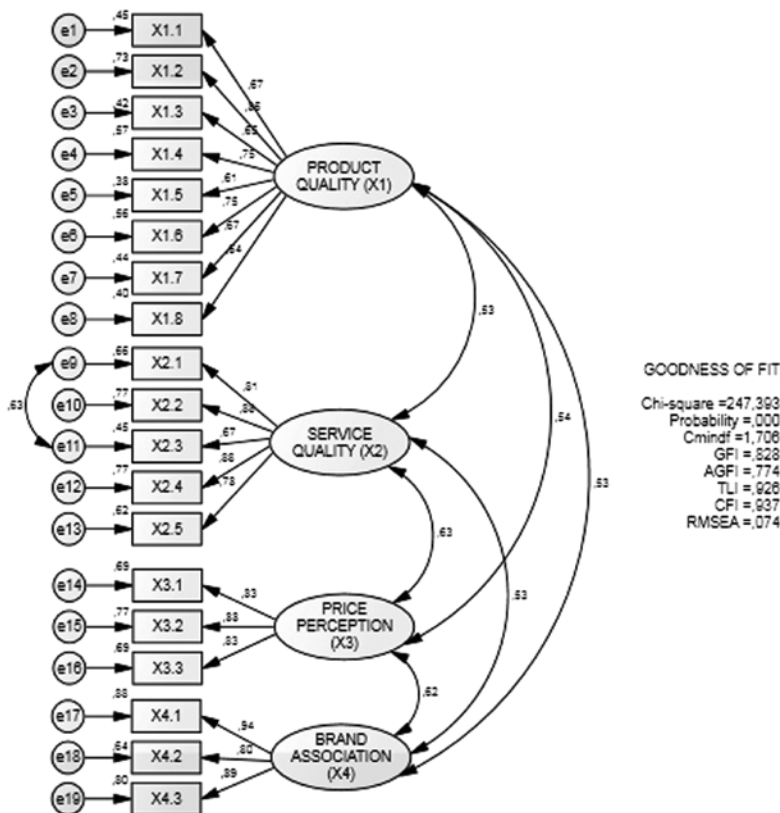 e1 ,45 X1.1 ,67
e2 ,73 X1.2
e3 ,42 X1.3 ,65
e4 ,57 X1.4 ,75
e5 ,38 X1.5 ,61
e6 ,56 X1.6 ,75
e7 ,44 X1.7 ,67
e8 ,40 X1.8 ,64
PRODUCT
QUALITY (X1)
,53
e9 ,66 X2.1 ,81
e10 ,77 X2.2 ,88
e11 ,45 X2.3 ,67
e12 ,77 X2.4 ,88
e13 ,62 X2.5 ,78
,63
SERVICE
QUALITY (X2)
,54
,53
,63
,53
e14 ,69 X3.1 ,83
e15 ,77 X3.2 ,88
e16 ,69 X3.3 ,83
PRICE
PERCEPTION
(X3)
,62
e17 ,88 X4.1 ,94
e18 ,64 X4.2 ,80
e19 ,80 X4.3 ,89
BRAND
ASSOCIATION
(X4)
GOODNESS OF FIT
Chi-square =247,393
Probability =,000
Cmindf =1,706
GFI =,828
AGFI =,774
TLI =,926
CFI =,937
RMSEA =,074